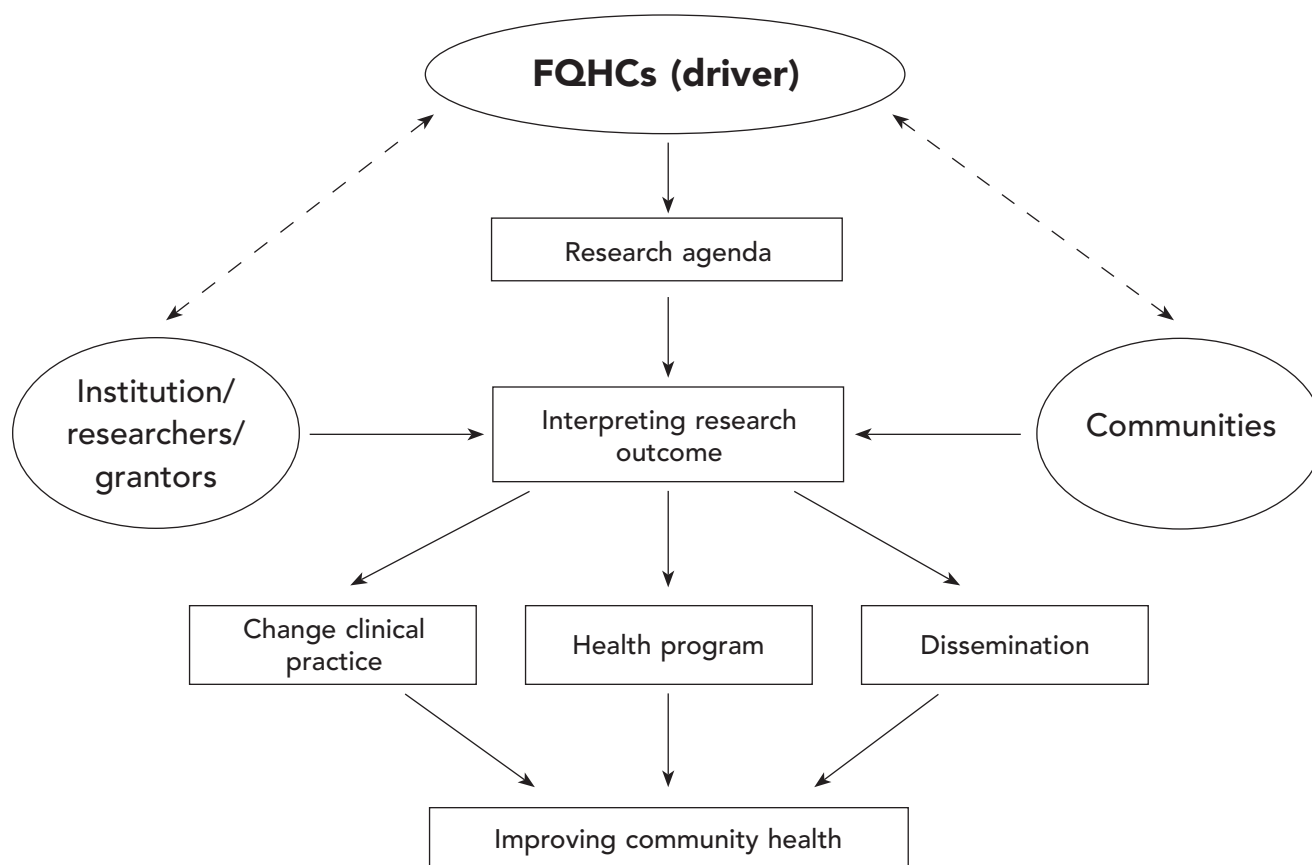 FQHCs (driver)
Research agenda
Institution/
researchers/
grantors
Interpreting research
outcome
Communities
Change clinical
practice
Health program
Dissemination
Improving community health